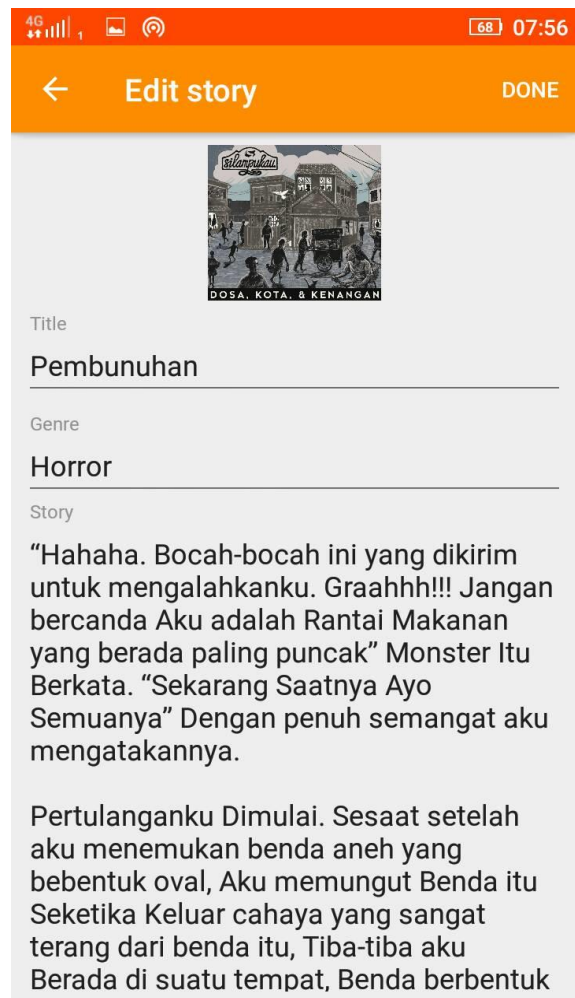 4G 1 68 07:56
Edit story DONE
Silampukau
DOSA, KOTA, & KENANGAN
Title
Pembunuhan
Genre
Horror
Story
“Hahaha. Bocah-bocah ini yang dikirim
untuk mengalahkanku. Graahhh!!! Jangan
bercanda Aku adalah Rantai Makanan
yang berada paling puncak” Monster Itu
Berkata. “Sekarang Saatnya Ayo
Semuanya” Dengan penuh semangat aku
mengatakannya.
Pertulanganku Dimulai. Sesaat setelah
aku menemukan benda aneh yang
bebentuk oval, Aku memungut Benda itu
Seketika Keluar cahaya yang sangat
terang dari benda itu, Tiba-tiba aku
Berada di suatu tempat, Benda berbentuk